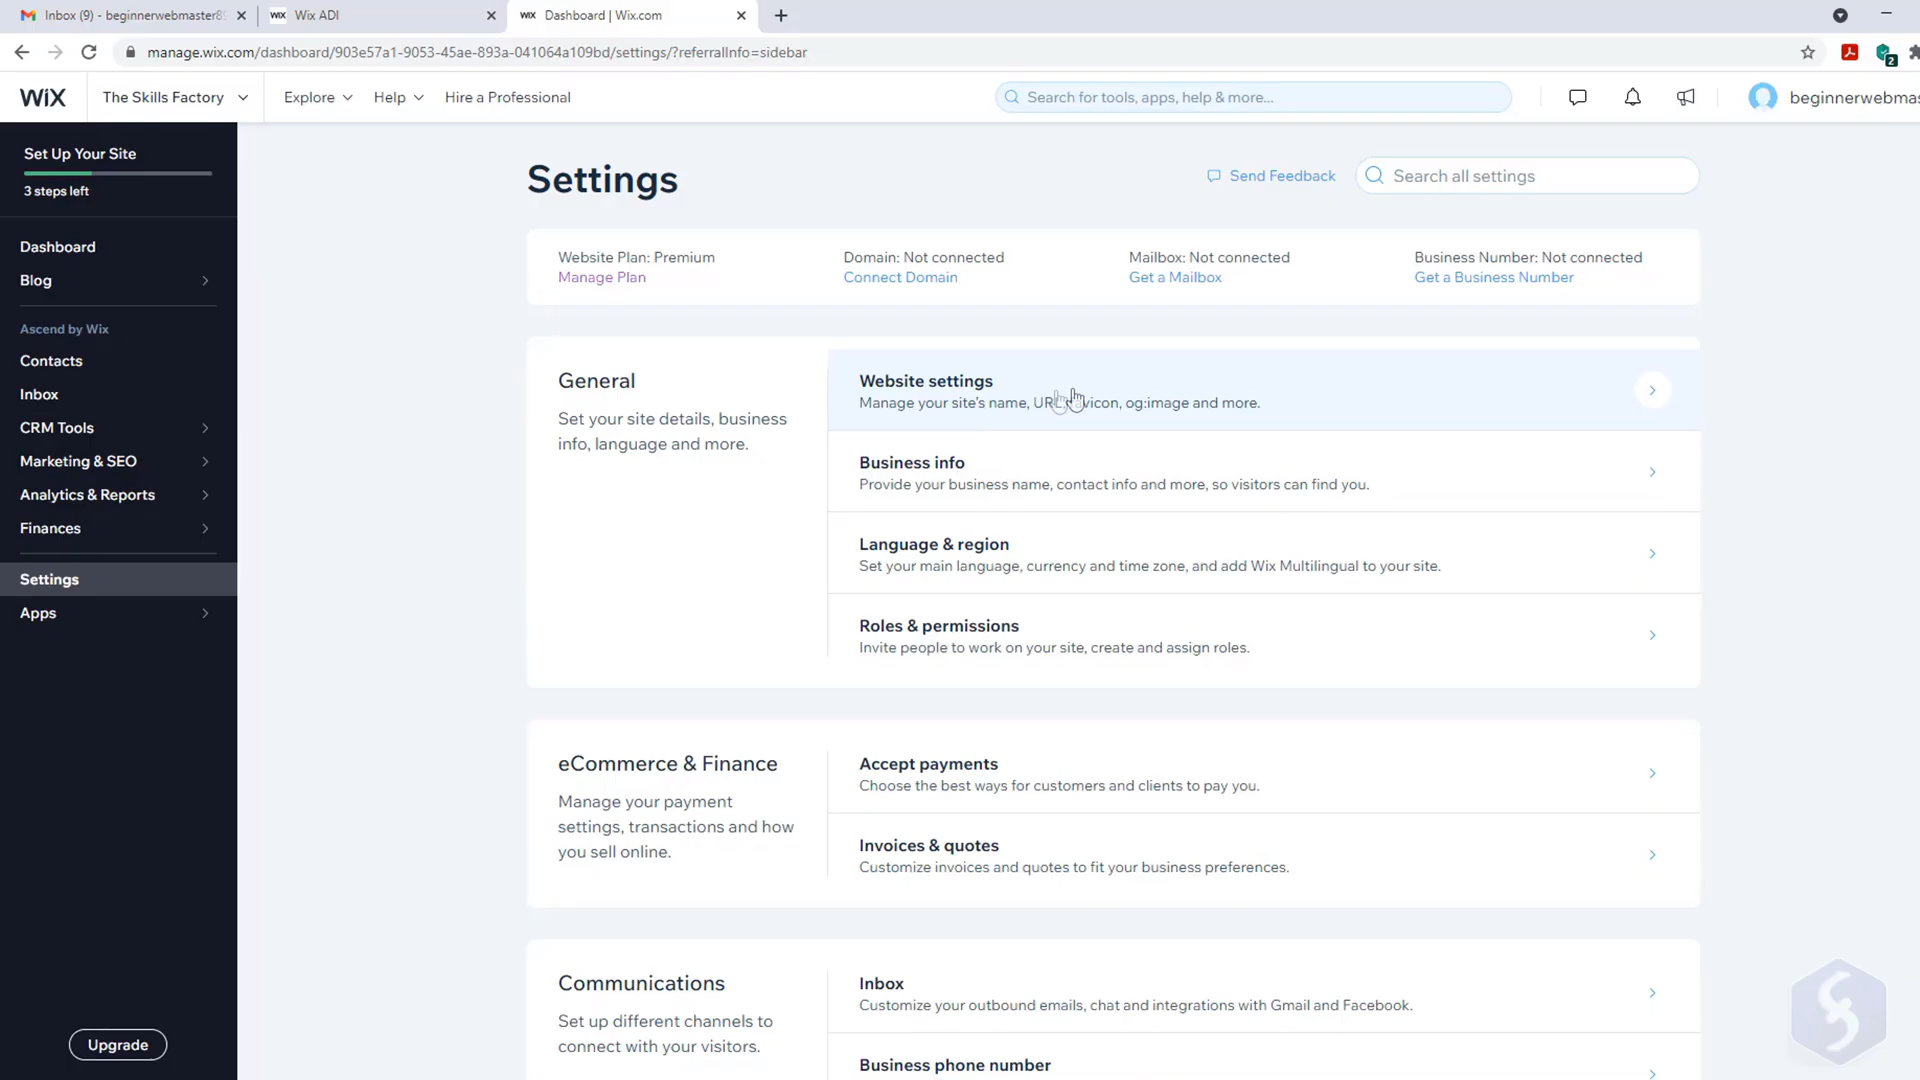 Inbox (9) - beginnerwebmaster8
WIX Wix ADI
WIX Dashboard | Wix.com
manage.wix.com/dashboard/903e57a1-9053-45ae-893a-041064a109bd/settings/?referralInfo=sidebar
2
WIX
The Skills Factory
Explore
Help
Hire a Professional
Search for tools, apps, help & more...
beginnerwebmas
Set Up Your Site
3 steps left
Dashboard
Blog
Ascend by Wix
Contacts
Inbox
CRM Tools
Marketing & SEO
Analytics & Reports
Finances
Settings
Apps
Upgrade
Settings
Send Feedback
Search all settings
Website Plan: Premium
Manage Plan
Domain: Not connected
Connect Domain
Mailbox: Not connected
Get a Mailbox
Business Number: Not connected
Get a Business Number
General
Set your site details, business
info, language and more.
Website settings
Manage your site's name, URL, favicon, og:image and more.
Business info
Provide your business name, contact info and more, so visitors can find you.
Language & region
Set your main language, currency and time zone, and add Wix Multilingual to your site.
Roles & permissions
Invite people to work on your site, create and assign roles.
eCommerce & Finance
Manage your payment
settings, transactions and how
you sell online.
Accept payments
Choose the best ways for customers and clients to pay you.
Invoices & quotes
Customize invoices and quotes to fit your business preferences.
Communications
Set up different channels to
connect with your visitors.
Inbox
Customize your outbound emails, chat and integrations with Gmail and Facebook.
Business phone number